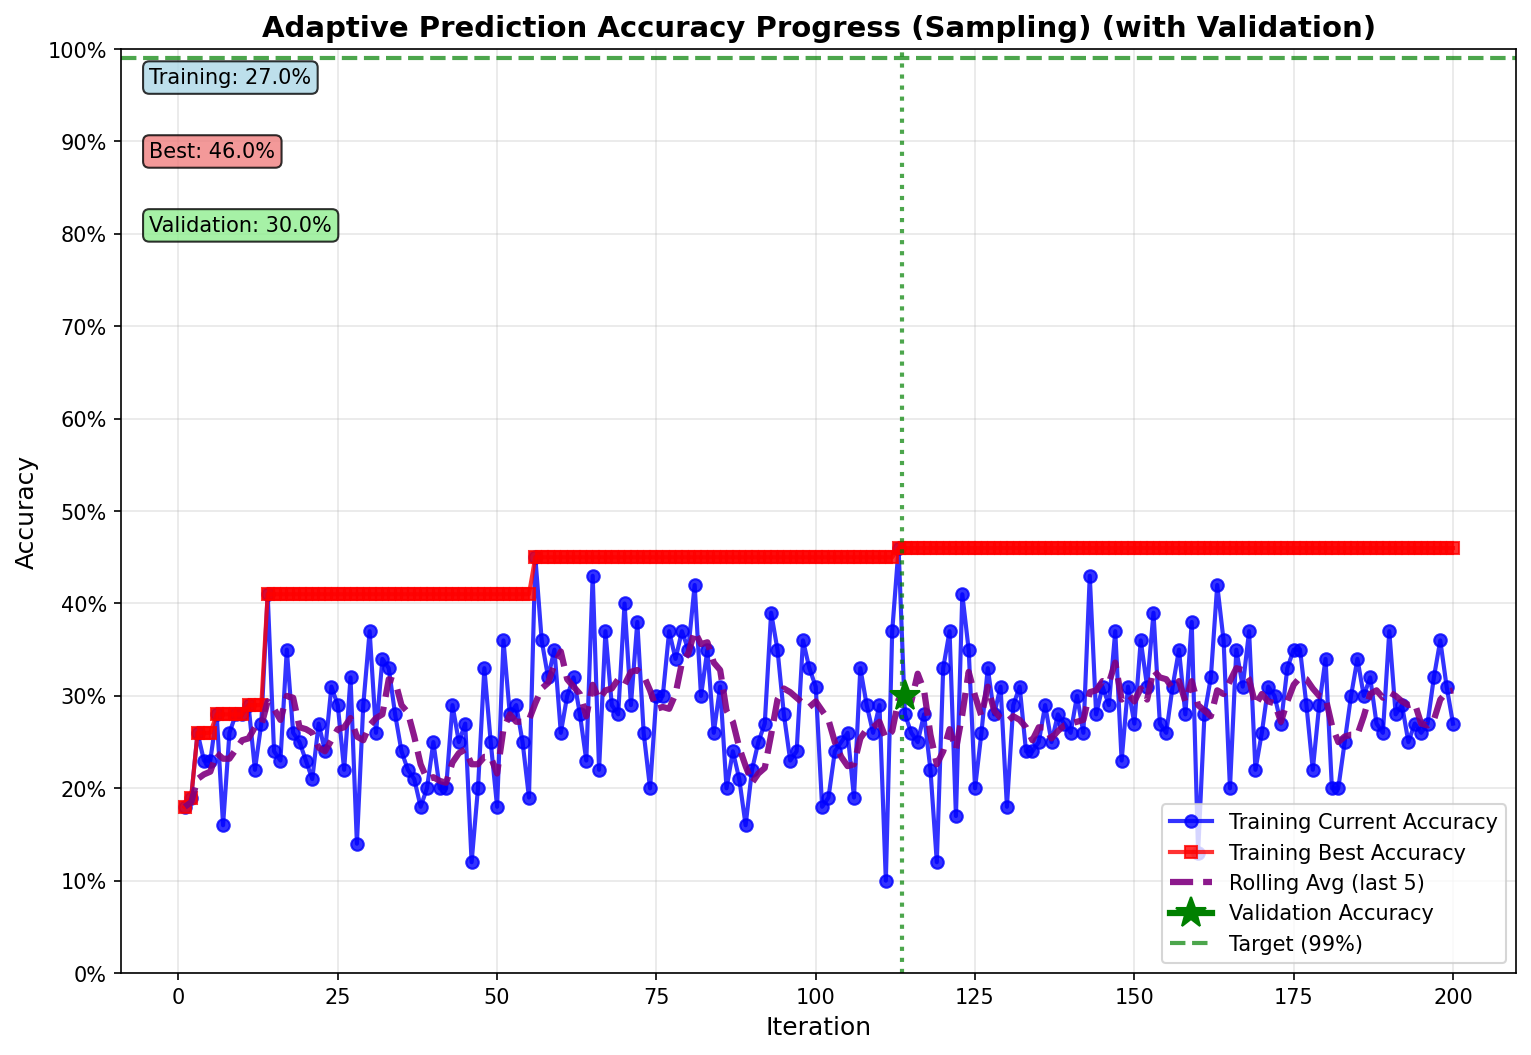 Adaptive Prediction Accuracy Progress (Sampling) (with Validation)
100%
90%
80%
70%
60%
50%
40%
30%
20%
10%
0%
Accuracy
Training: 27.0%
Best: 46.0%
Validation: 30.0%
Training Current Accuracy
Training Best Accuracy
Rolling Avg (last 5)
Validation Accuracy
Target (99%)
0 25 50 75 100 125 150 175 200
Iteration